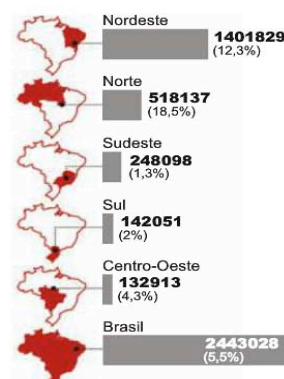 Nordeste
1401829
(12,3%)
Norte
518137
(18,5%)
Sudeste
248098
(1,3%)
Sul
142051
(2%)
Centro-Oeste
132913
(4,3%)
Brasil
2443028
(5,5%)